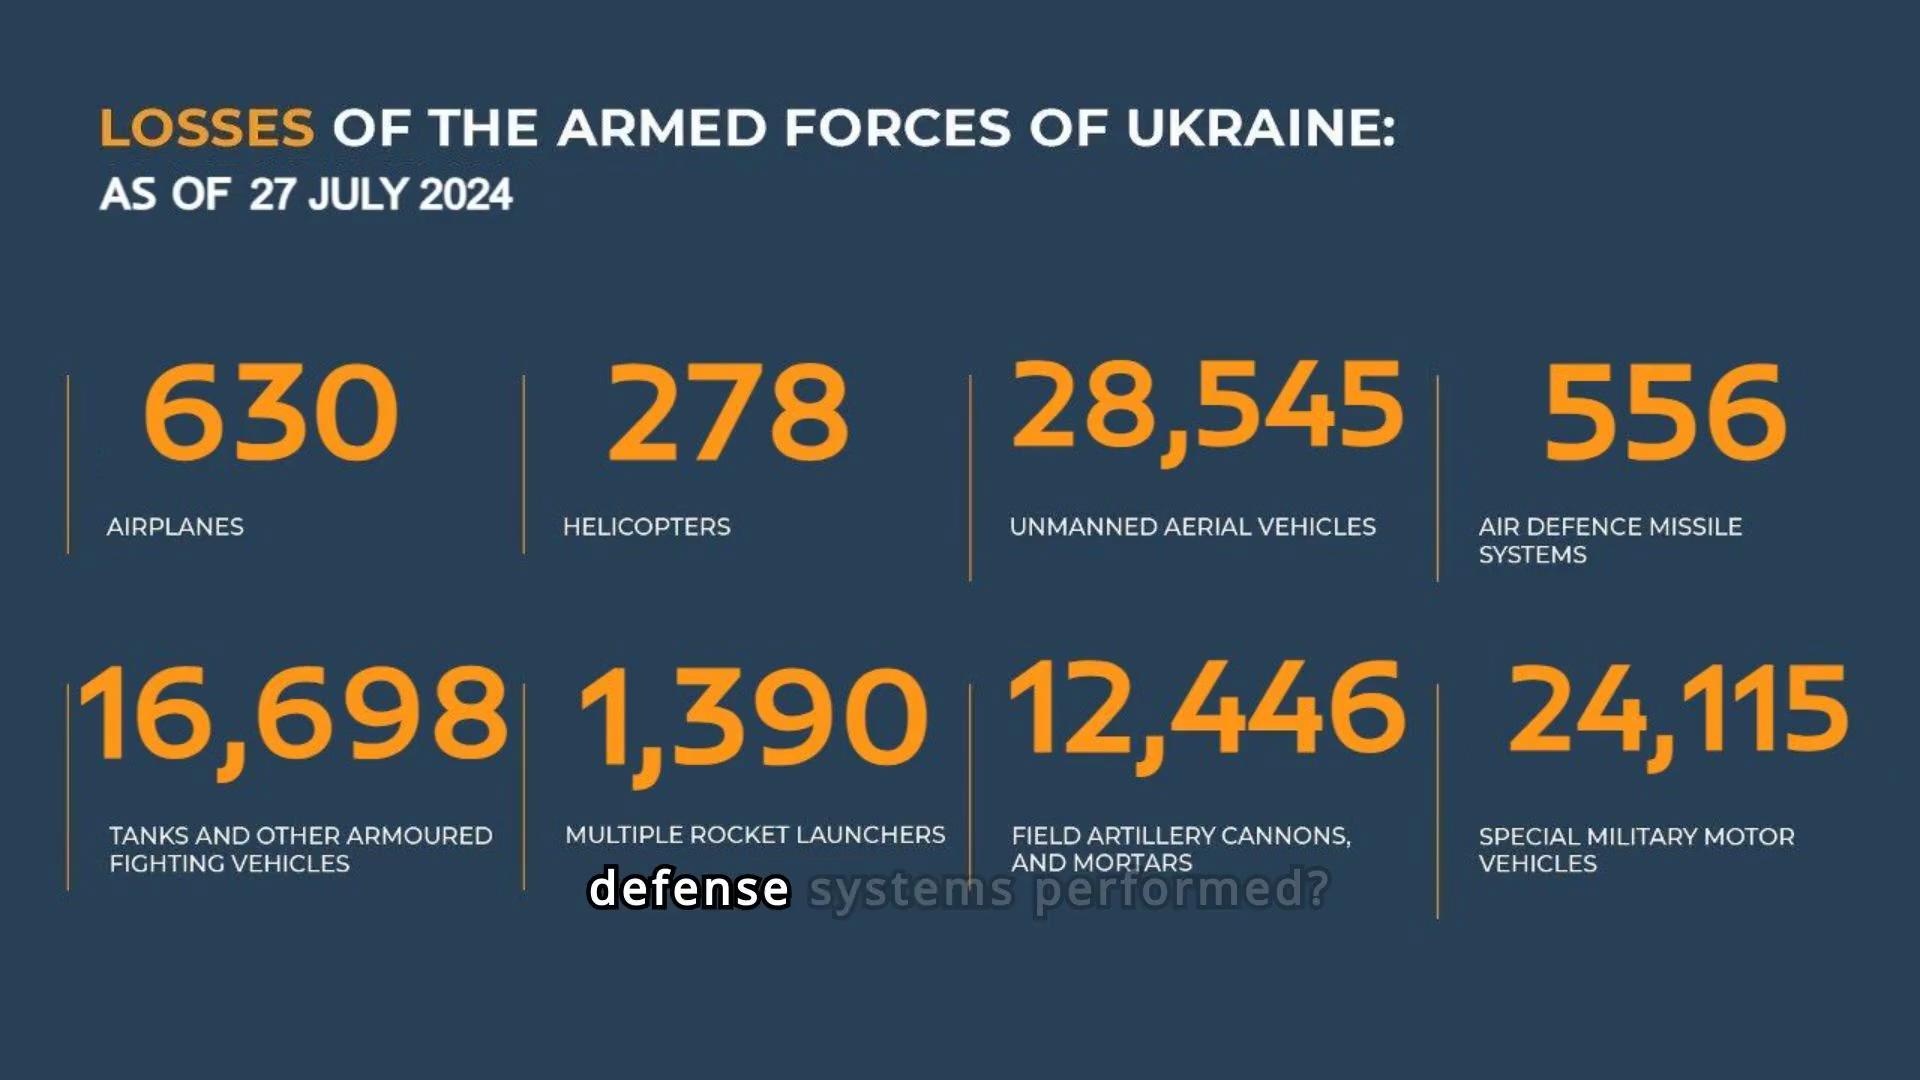 LOSSES OF THE ARMED FORCES OF UKRAINE:
AS OF 27 JULY 2024
630
AIRPLANES
278
HELICOPTERS
28,545
UNMANNED AERIAL VEHICLES
556
AIR DEFENCE MISSILE
SYSTEMS
16,698
TANKS AND OTHER ARMOURED
FIGHTING VEHICLES
1,390
MULTIPLE ROCKET LAUNCHERS
12,446
FIELD ARTILLERY CANNONS,
AND MORTARS
24,115
SPECIAL MILITARY MOTOR
VEHICLES
defense systems performed?